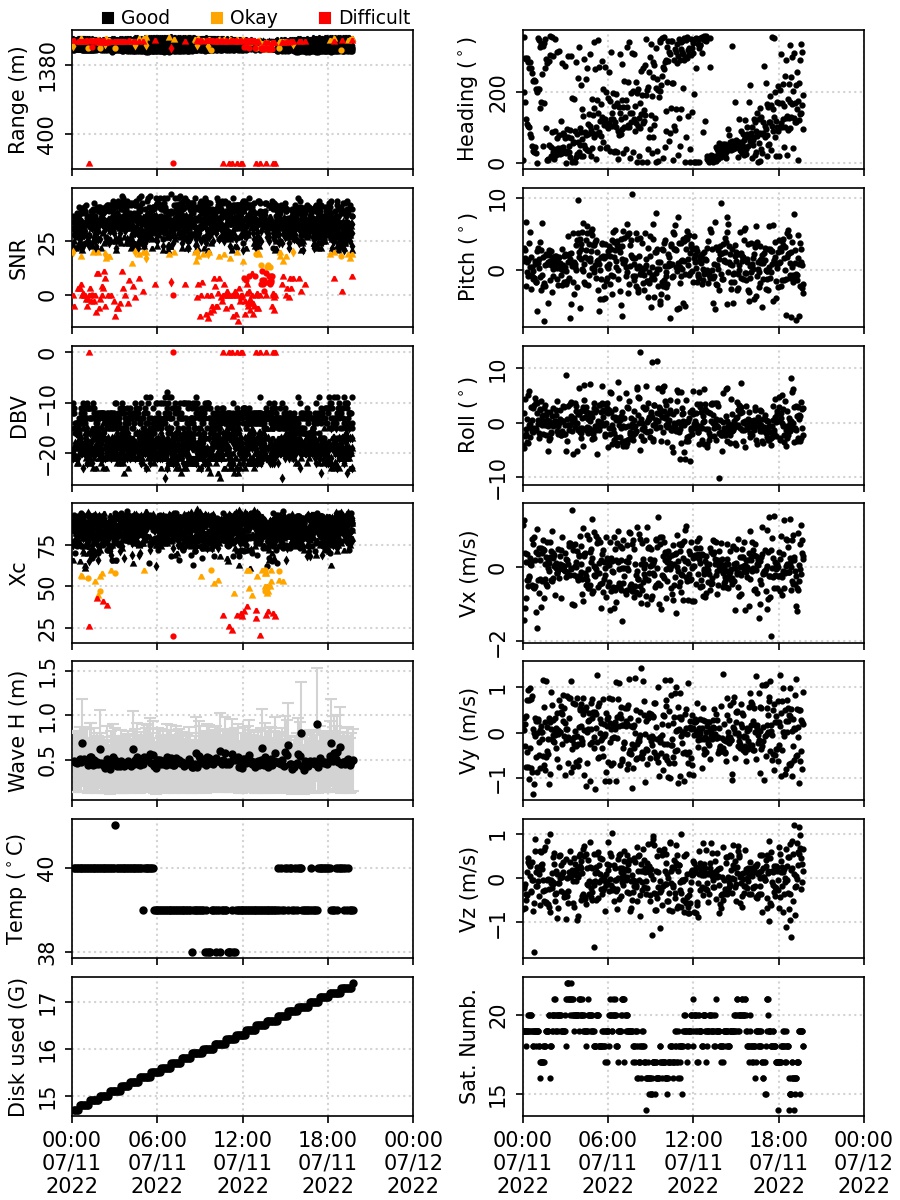 Good Okay Difficult
Range (m)
1380
400
Heading (°)
200
0
SNR
25
0
Pitch (°)
10
0
DBV
0
−10
−20
Roll (°)
10
0
−10
Xc
75
50
25
Vx (m/s)
0
−2
Wave H (m)
1.5
1.0
0.5
Vy (m/s)
1
0
−1
Temp (°C)
40
38
Vz (m/s)
1
0
−1
Disk used (G)
17
16
15
Sat. Numb.
20
15
00:00 06:00 12:00 18:00 00:00
07/11 07/11 07/11 07/11 07/12
2022 2022 2022 2022 2022
00:00 06:00 12:00 18:00 00:00
07/11 07/11 07/11 07/11 07/12
2022 2022 2022 2022 2022